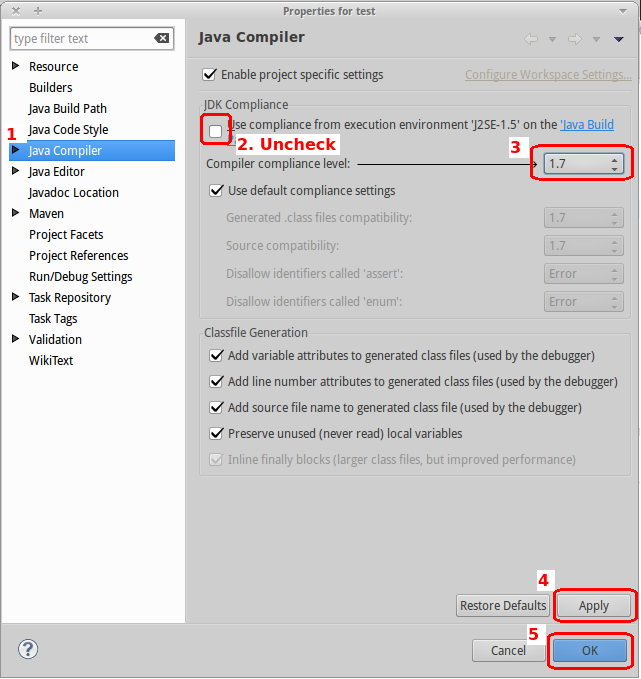 Properties for test
type filter text
Resource
Builders
Java Build Path
Java Code Style
1
Java Compiler
Java Editor
Javadoc Location
Maven
Project Facets
Project References
Run/Debug Settings
Task Repository
Task Tags
Validation
WikiText
Java Compiler
Enable project specific settings
Configure Workspace Settings...
JDK Compliance
Use compliance from execution environment 'J2SE-1.5' on the 'Java Build
2. Uncheck
3
Compiler compliance level: 1.7
Use default compliance settings
Generated .class files compatibility: 1.7
Source compatibility: 1.7
Disallow identifiers called 'assert': Error
Disallow identifiers called 'enum': Error
Classfile Generation
Add variable attributes to generated class files (used by the debugger)
Add line number attributes to generated class files (used by the debugger)
Add source file name to generated class file (used by the debugger)
Preserve unused (never read) local variables
Inline finally blocks (larger class files, but improved performance)
4
Restore Defaults Apply
5
Cancel OK